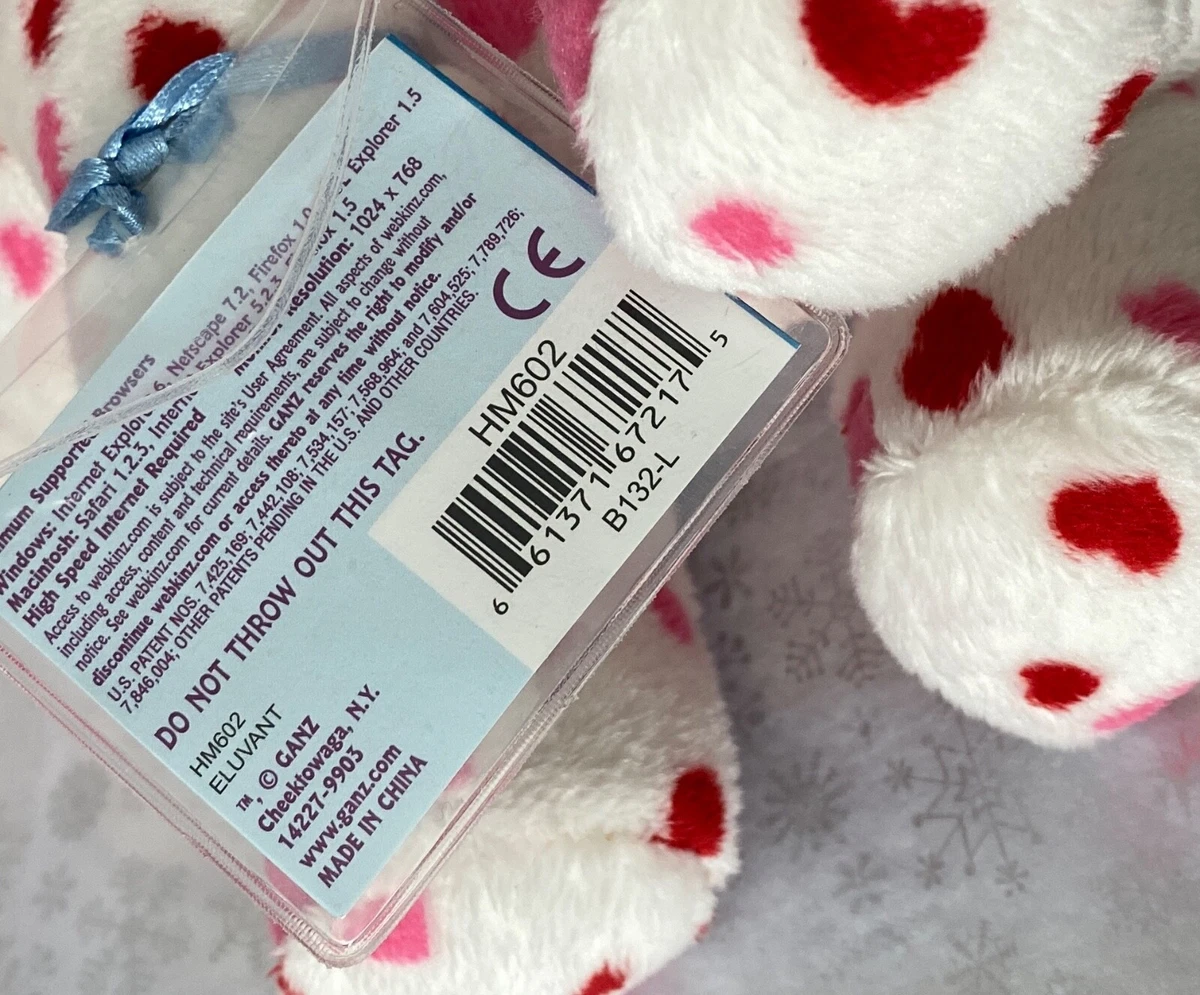 Browsers
Windows: Internet Explorer 6, Netscape 7.2, Firefox 1.0 Explorer 1.5
Macintosh: Safari 1.2.3, Explorer 5.2.3 1.5
High Speed Internet Required Resolution: 1024 x 768
Access to webkinz.com is subject to the site's User Agreement. All aspects of webkinz.com,
including access, content and technical requirements, are subject to change without
notice. See webkinz.com for current details. GANZ reserves the right to modify and/or
discontinue webkinz.com or access thereto at any time without notice.
U.S. PATENT NOS. 7,425,169; 7,442,108; 7,534,157; 7,568,964; and 7,604,525; 7,789,726;
7,846,004; OTHER PATENTS PENDING IN THE U.S. AND OTHER COUNTRIES.
DO NOT THROW OUT THIS TAG.
CE
HM602
6 61371 67217 5
B132-L
HM602
ELUVANT
™, © GANZ
Cheektowaga, N.Y.
14227-9903
www.ganz.com
MADE IN CHINA